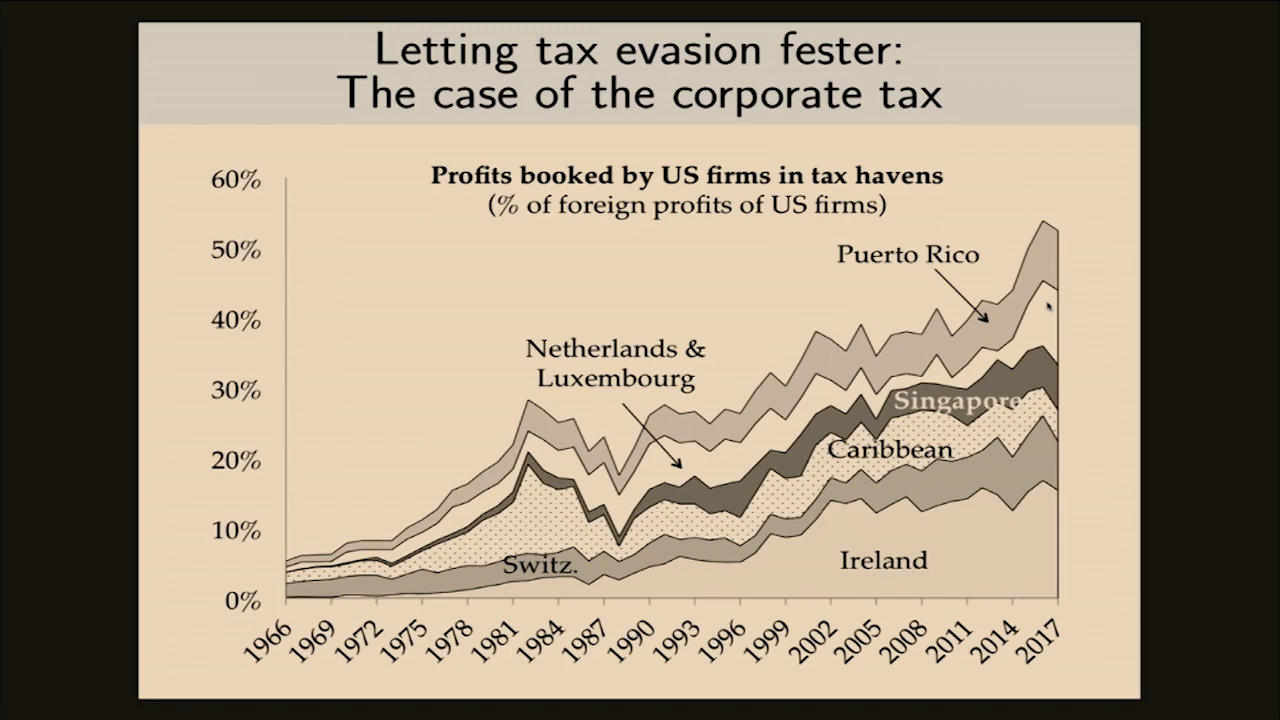 Letting tax evasion fester:
The case of the corporate tax
Profits booked by US firms in tax havens
(% of foreign profits of US firms)
60%
50%
40%
30%
20%
10%
0%
Puerto Rico
Netherlands &
Luxembourg
Singapore
Caribbean
Switz.
Ireland
1966
1969
1972
1975
1978
1981
1984
1987
1990
1993
1996
1999
2002
2005
2008
2011
2014
2017